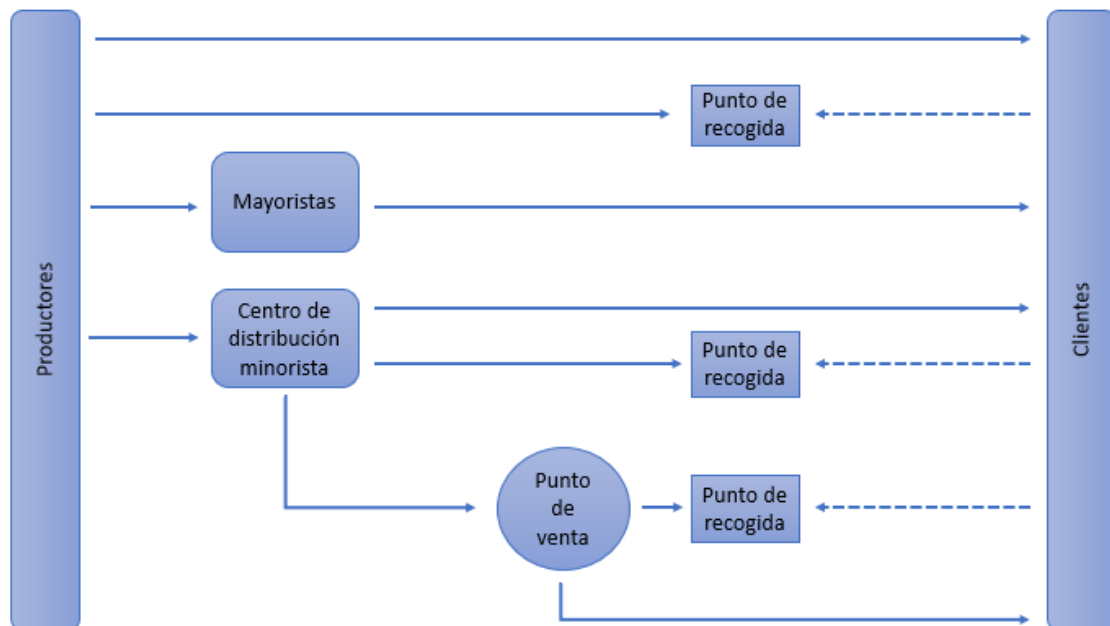 Productores
Punto de
recogida
Mayoristas
Centro de
distribución
minorista
Punto de
recogida
Punto
de
venta
Punto de
recogida
Clientes